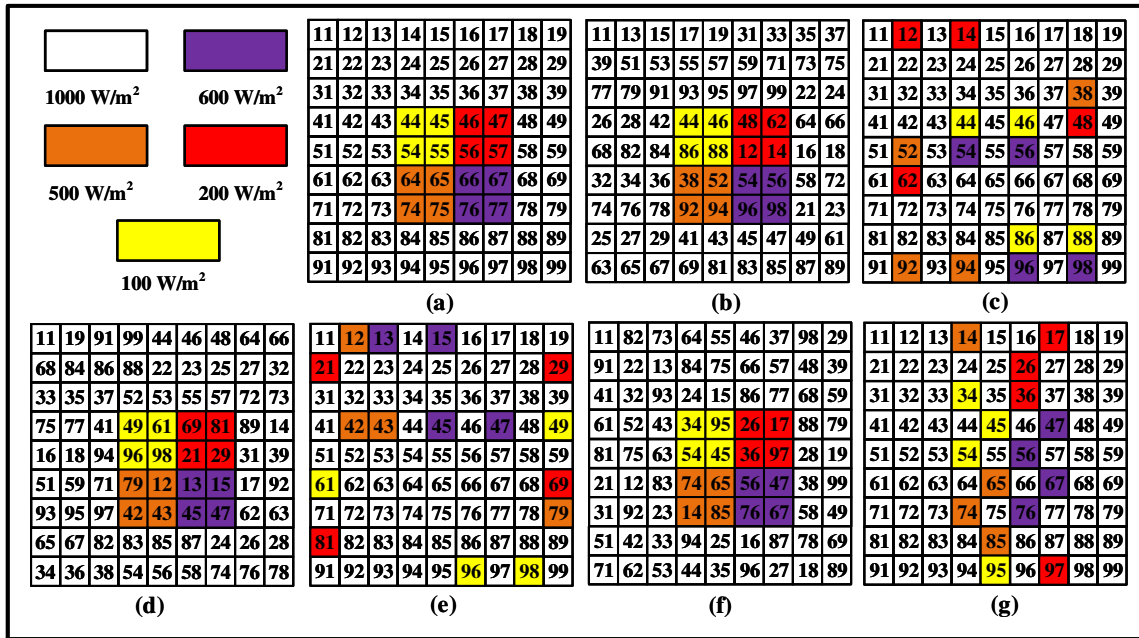 1000 W/m²
600 W/m²
500 W/m²
200 W/m²
100 W/m²
11 12 13 14 15 16 17 18 19
21 22 23 24 25 26 27 28 29
31 32 33 34 35 36 37 38 39
41 42 43 44 45 46 47 48 49
51 52 53 54 55 56 57 58 59
61 62 63 64 65 66 67 68 69
71 72 73 74 75 76 77 78 79
81 82 83 84 85 86 87 88 89
91 92 93 94 95 96 97 98 99
(a)
11 13 15 17 19 31 33 35 37
39 51 53 55 57 59 71 73 75
77 79 91 93 95 97 99 22 24
26 28 42 44 46 48 62 64 66
68 82 84 86 88 12 14 16 18
32 34 36 38 52 54 56 58 72
74 76 78 92 94 96 98 21 23
25 27 29 41 43 45 47 49 61
63 65 67 69 81 83 85 87 89
(b)
11 12 13 14 15 16 17 18 19
21 22 23 24 25 26 27 28 29
31 32 33 34 35 36 37 38 39
41 42 43 44 45 46 47 48 49
51 52 53 54 55 56 57 58 59
61 62 63 64 65 66 67 68 69
71 72 73 74 75 76 77 78 79
81 82 83 84 85 86 87 88 89
91 92 93 94 95 96 97 98 99
(c)
11 19 91 99 44 46 48 64 66
68 84 86 88 22 23 25 27 32
33 35 37 52 53 55 57 72 73
75 77 41 49 61 69 81 89 14
16 18 94 96 98 21 29 31 39
51 59 71 79 12 13 15 17 92
93 95 97 42 43 45 47 62 63
65 67 82 83 85 87 24 26 28
34 36 38 54 56 58 74 76 78
(d)
11 12 13 14 15 16 17 18 19
21 22 23 24 25 26 27 28 29
31 32 33 34 35 36 37 38 39
41 42 43 44 45 46 47 48 49
51 52 53 54 55 56 57 58 59
61 62 63 64 65 66 67 68 69
71 72 73 74 75 76 77 78 79
81 82 83 84 85 86 87 88 89
91 92 93 94 95 96 97 98 99
(e)
11 82 73 64 55 46 37 98 29
91 22 13 84 75 66 57 48 39
41 32 93 24 15 86 77 68 59
61 52 43 34 95 26 17 88 79
81 75 63 54 45 36 97 28 19
21 12 83 74 65 56 47 38 99
31 92 23 14 85 76 67 58 49
51 42 33 94 25 16 87 78 69
71 62 53 44 35 96 27 18 89
(f)
11 12 13 14 15 16 17 18 19
21 22 23 24 25 26 27 28 29
31 32 33 34 35 36 37 38 39
41 42 43 44 45 46 47 48 49
51 52 53 54 55 56 57 58 59
61 62 63 64 65 66 67 68 69
71 72 73 74 75 76 77 78 79
81 82 83 84 85 86 87 88 89
91 92 93 94 95 96 97 98 99
(g)